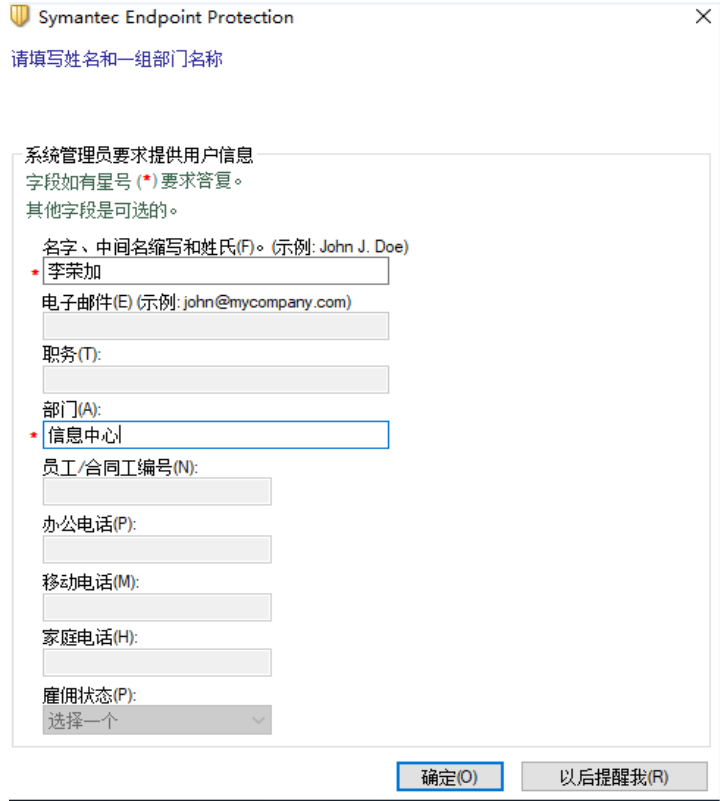 Symantec Endpoint Protection
请填写姓名和一组部门名称
系统管理员要求提供用户信息
字段如有星号 (*) 要求答复。
其他字段是可选的。
名字、中间名缩写和姓氏(F)。(示例: John J. Doe)
* 李荣加
电子邮件(E) (示例: john@mycompany.com)
职务(T):
部门(A):
* 信息中心
员工/合同工编号(N):
办公电话(P):
移动电话(M):
家庭电话(H):
雇佣状态(P):
选择一个
确定(O) 以后提醒我(R)